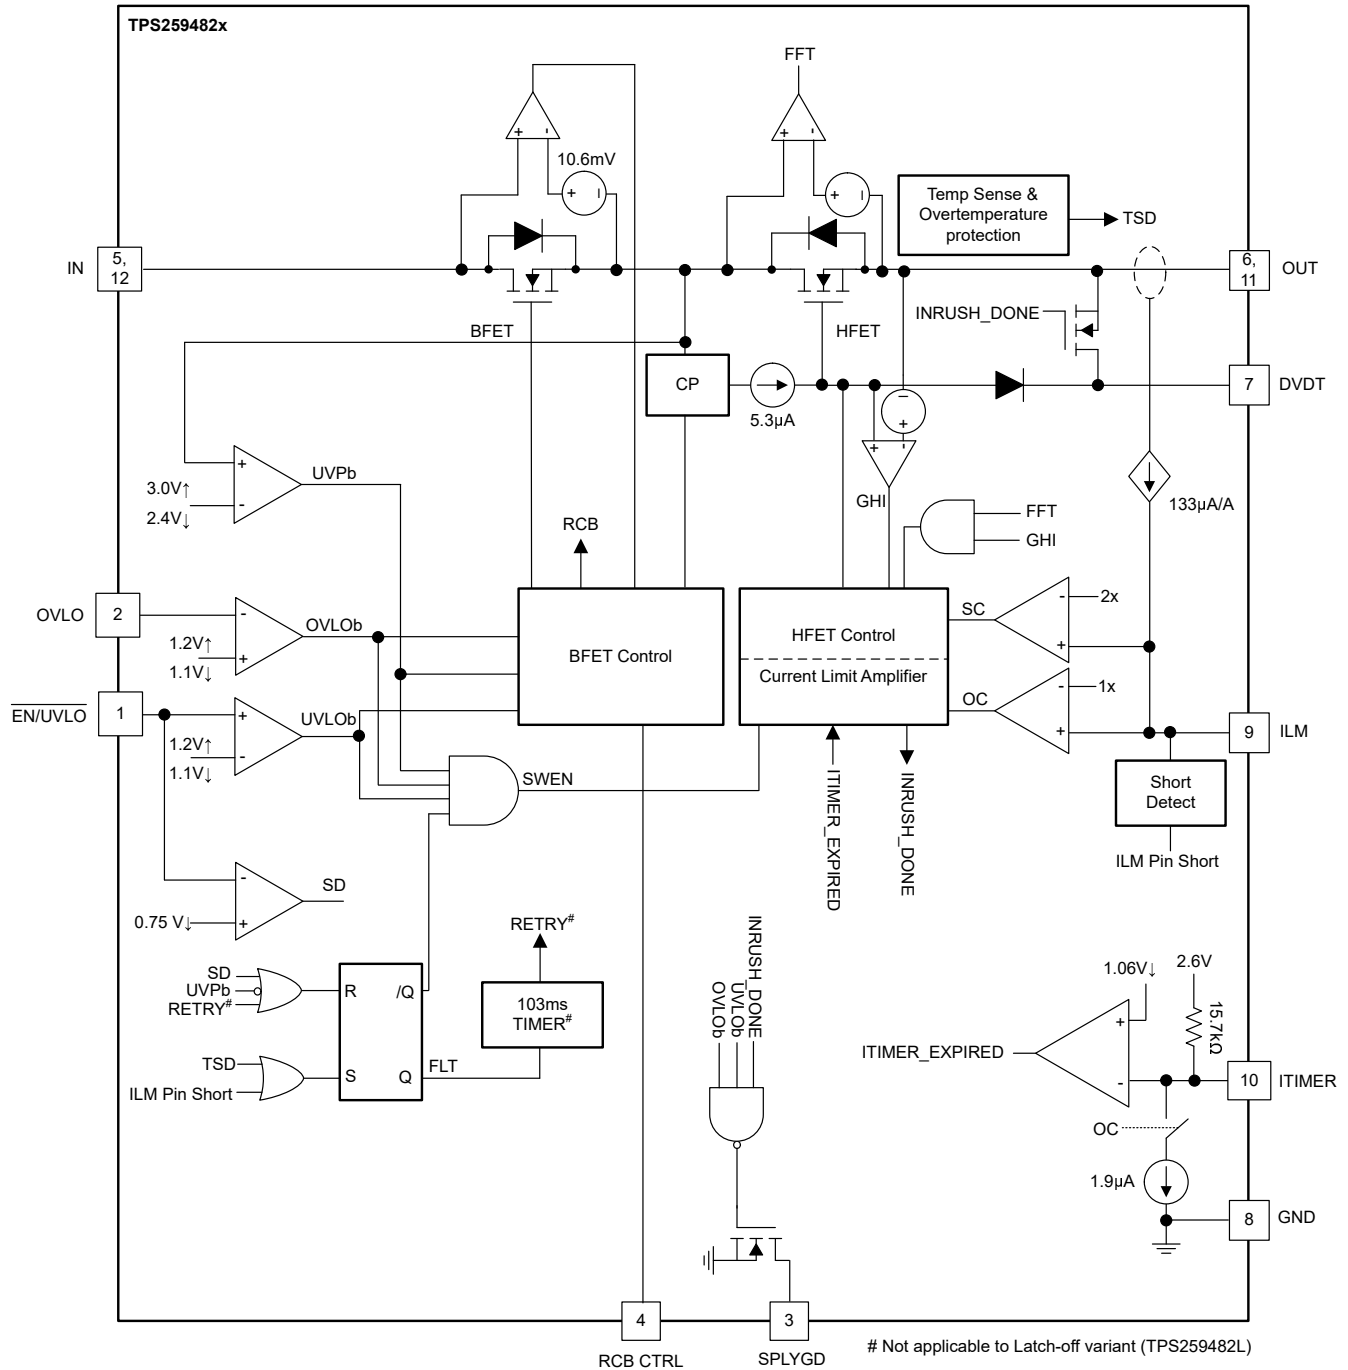 TPS259482x
FFT
10.6mV
+
-
+ -
+
-
+ -
Temp Sense &
Overtemperature
protection
TSD
IN
5,
12
6,
11
OUT
BFET
HFET
INRUSH_DONE
CP
5.3µA
-
+
7
DVDT
+
-
GHI
+
-
UVPb
3.0V↑
2.4V↓
RCB
133µA/A
FFT
GHI
OVLO
2
-
+
1.2V↑
1.1V↓
OVLOb
BFET Control
HFET Control
Current Limit Amplifier
SC
-
+
2x
OC
-
+
1x
EN/UVLO
1
+
-
1.2V↑
1.1V↓
UVLOb
9
ILM
SWEN
ITIMER_EXPIRED
INRUSH_DONE
Short
Detect
ILM Pin Short
-
+
0.75 V↓
SD
SD
UVPb
RETRY#
R
/Q
S
Q
TSD
ILM Pin Short
FLT
RETRY#
103ms
TIMER#
INRUSH_DONE
UVLOb
OVLOb
1.06V↓
2.6V
15.7kΩ
+
-
ITIMER_EXPIRED
10
ITIMER
OC
1.9µA
8
GND
4
RCB CTRL
3
SPLYGD
# Not applicable to Latch-off variant (TPS259482L)